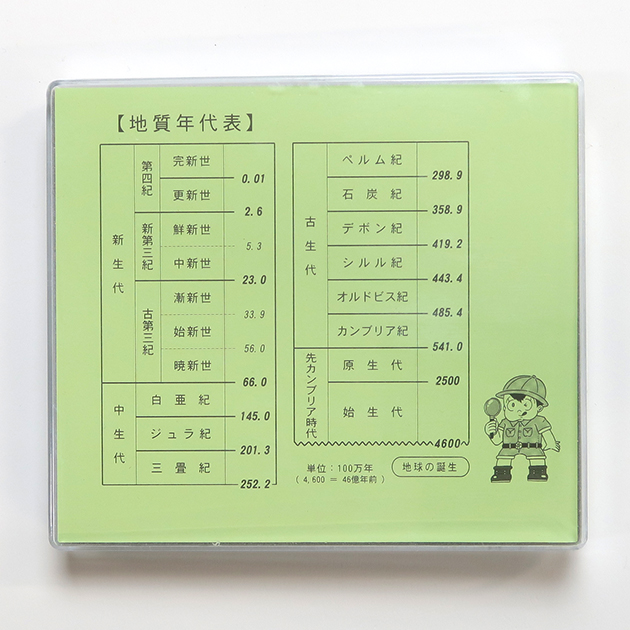 【地質年代表】
新生代
第四紀
完新世
0.01
更新世
2.6
新第三紀
鮮新世
5.3
中新世
23.0
古第三紀
漸新世
33.9
始新世
56.0
暁新世
66.0
中生代
白亜紀
145.0
ジュラ紀
201.3
三畳紀
252.2
古生代
ペルム紀
298.9
石炭紀
358.9
デボン紀
419.2
シルル紀
443.4
オルドビス紀
485.4
カンブリア紀
541.0
先カンブリア時代
原生代
2500
始生代
4600
単位：100万年
（4,600 ＝ 46億年前）
地球の誕生